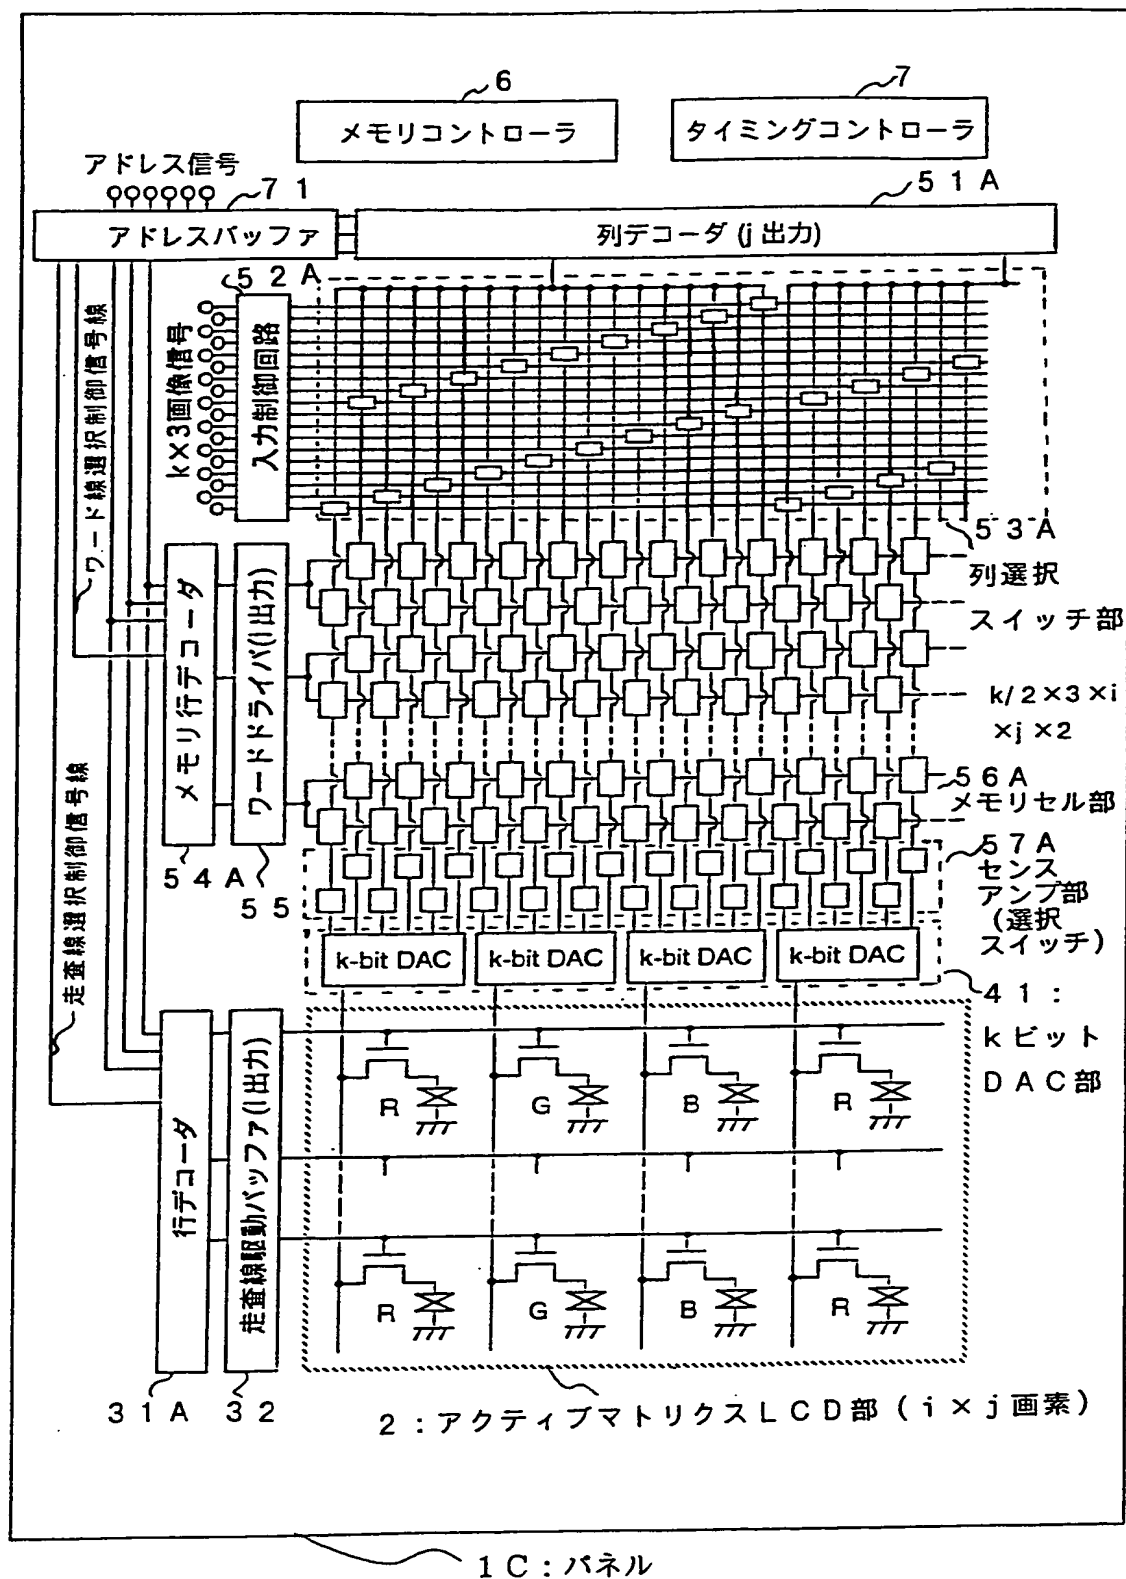 6
メモリコントローラ
7
タイミングコントローラ
アドレス信号
71
アドレスバッファ
51A
列デコーダ(j出力)
52A
入力制御回路
k×3画像信号
ワード線選択制御信号線
走査線選択制御信号線
53A
列選択
スイッチ部
メモリ行デコーダ
ワードドライバ(l出力)
k/2×3×i
×j×2
56A
メモリセル部
54A
55
57A
センス
アンプ部
(選択
スイッチ)
k-bit DAC
k-bit DAC
k-bit DAC
k-bit DAC
41:
kビット
DAC部
行デコーダ
走査線駆動バッファ(l出力)
R
G
B
R
R
G
B
R
31A
32
2:アクティブマトリクスLCD部(i×j画素)
1C:パネル